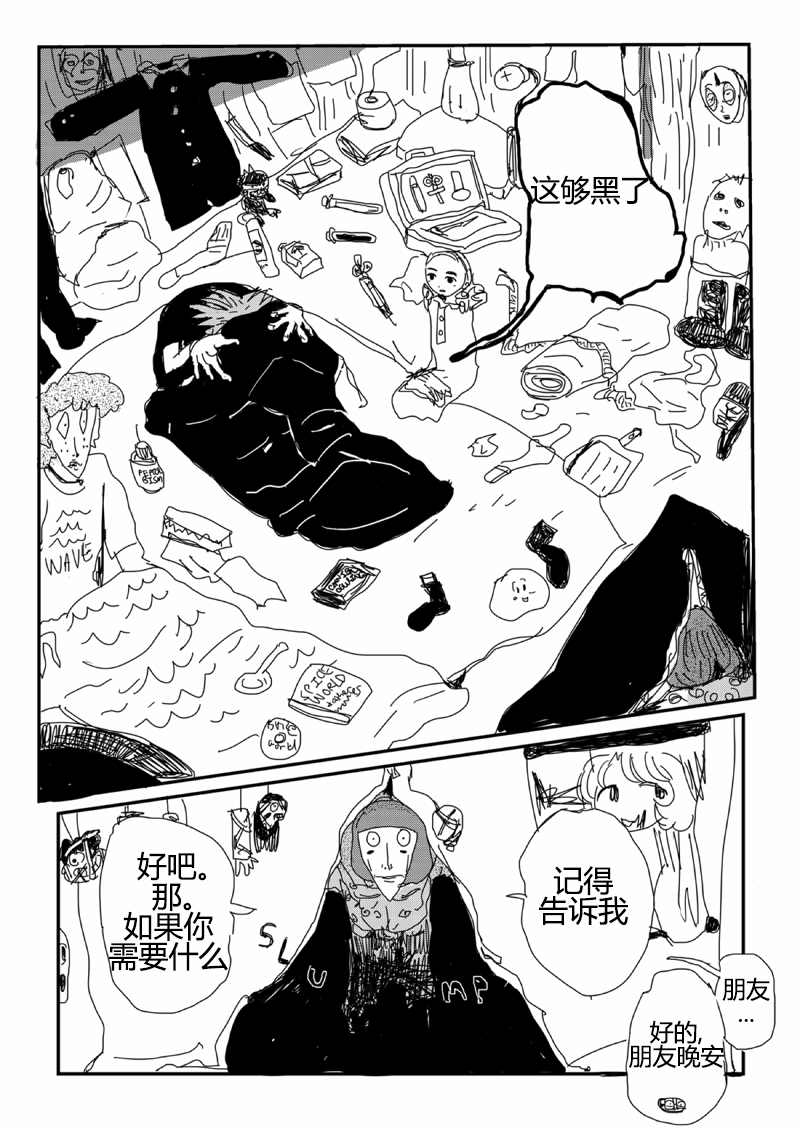 这够黑了
WAVE
SPICE
WORLD
好吧。
那。
如果你
需要什么
SLUMP
记得
告诉我
朋友
...
好的,
朋友晚安